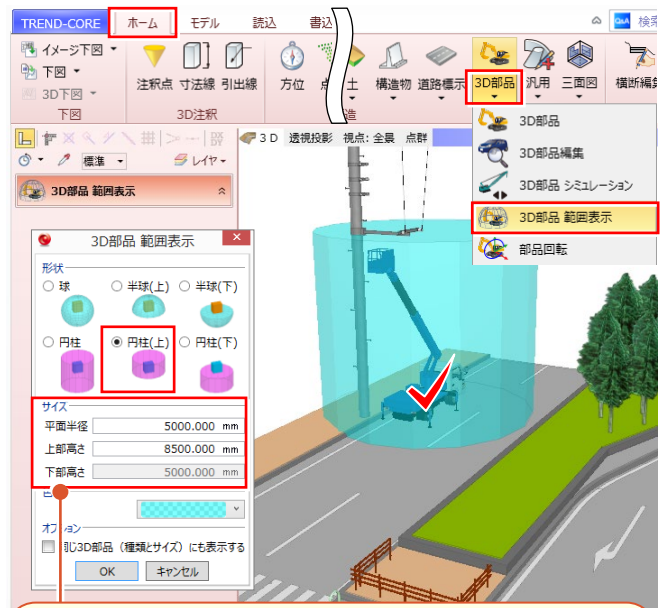 TREND-CORE ホーム モデル 読込 書込 Q&A 検索
イメージ下図
下図
3D下図
下図
注釈点 寸法線 引出線
3D注釈
方位 点 土 構造物 道路標示 3D部品 汎用 三面図 横断編集
造
標準 レイヤ
3D 透視投影 視点: 全景 点群
3D部品
3D部品編集
3D部品 シミュレーション
3D部品 範囲表示
部品回転
3D部品 範囲表示
3D部品 範囲表示
形状
球 半球(上) 半球(下)
円柱 円柱(上) 円柱(下)
サイズ
平面半径 5000.000 mm
上部高さ 8500.000 mm
下部高さ 5000.000 mm
オプション
同じ3D部品（種類とサイズ）にも表示する
OK キャンセル